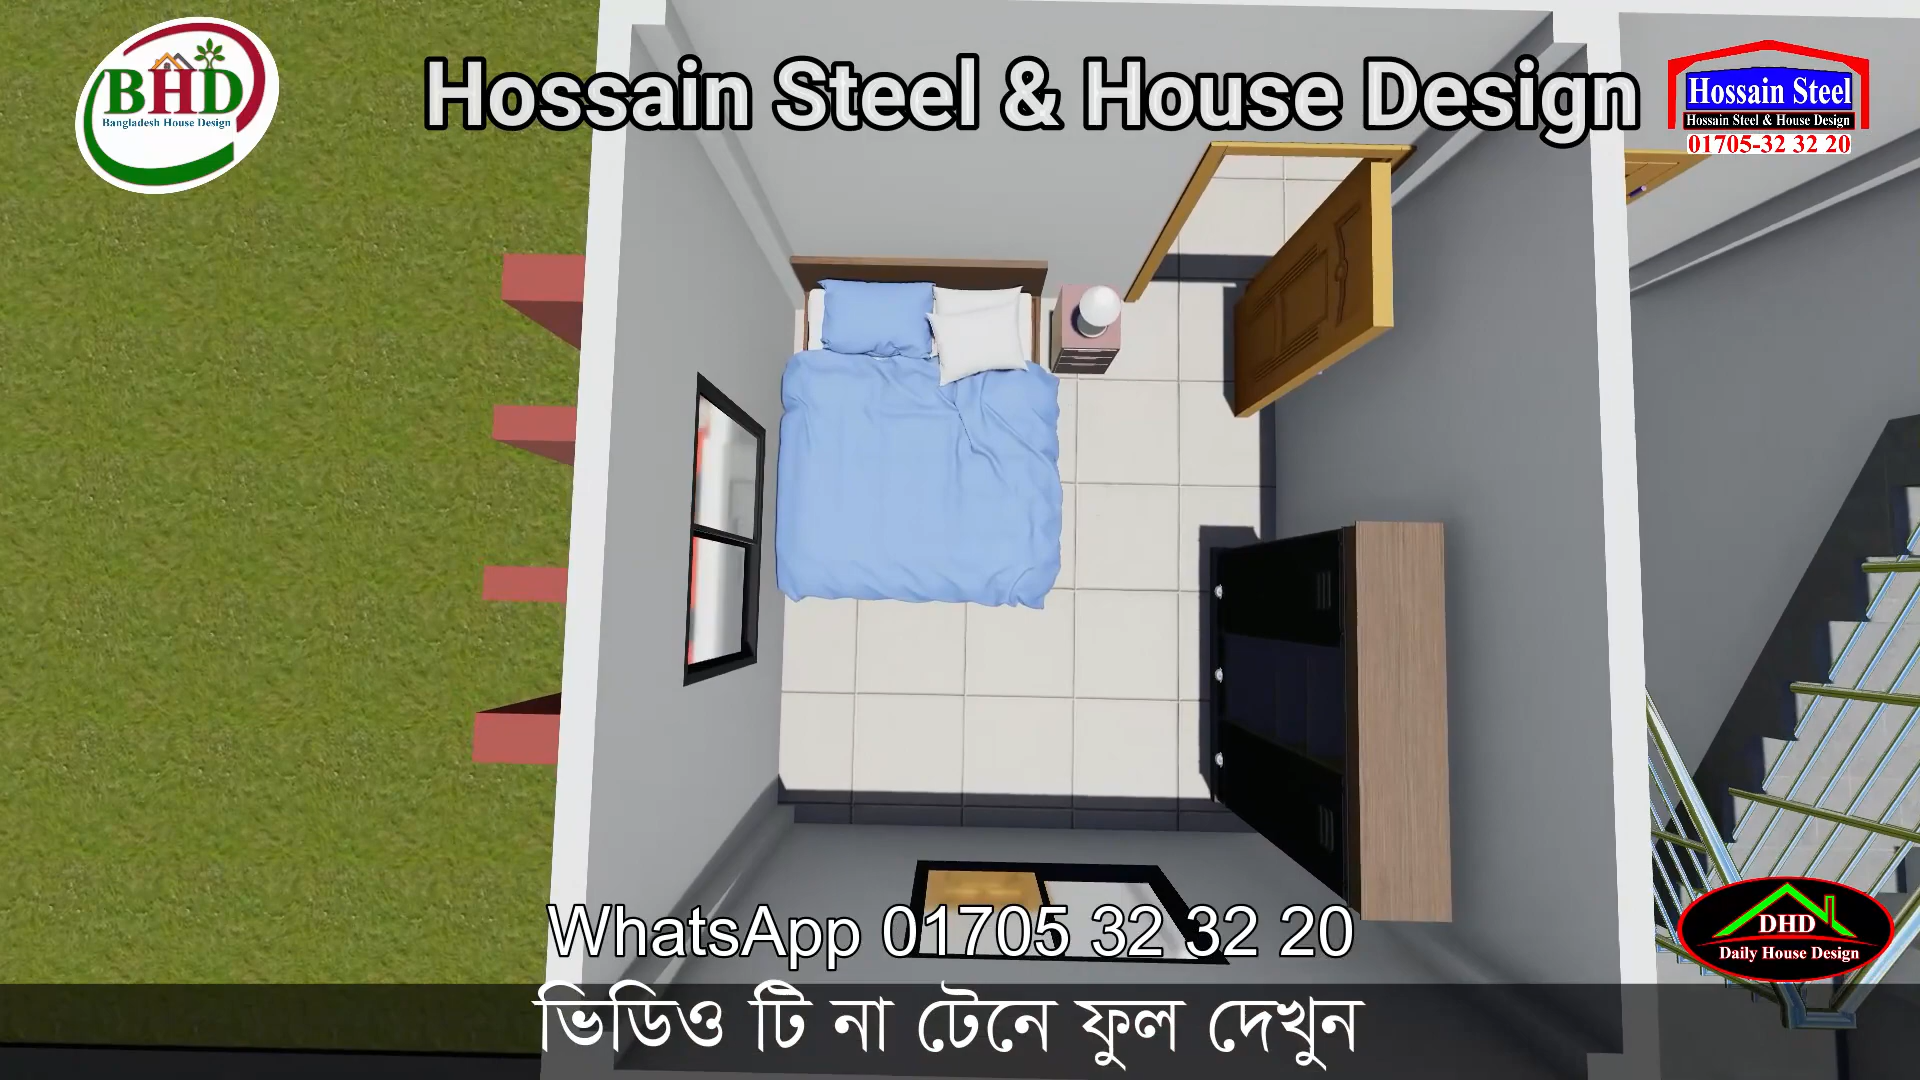 BHD
Bangladesh House Design
Hossain Steel & House Design
Hossain Steel
Hossain Steel & House Design
01705-32 32 20
WhatsApp 01705 32 32 20
DHD
Daily House Design
ভিডিও টি না টেনে ফুল দেখুন